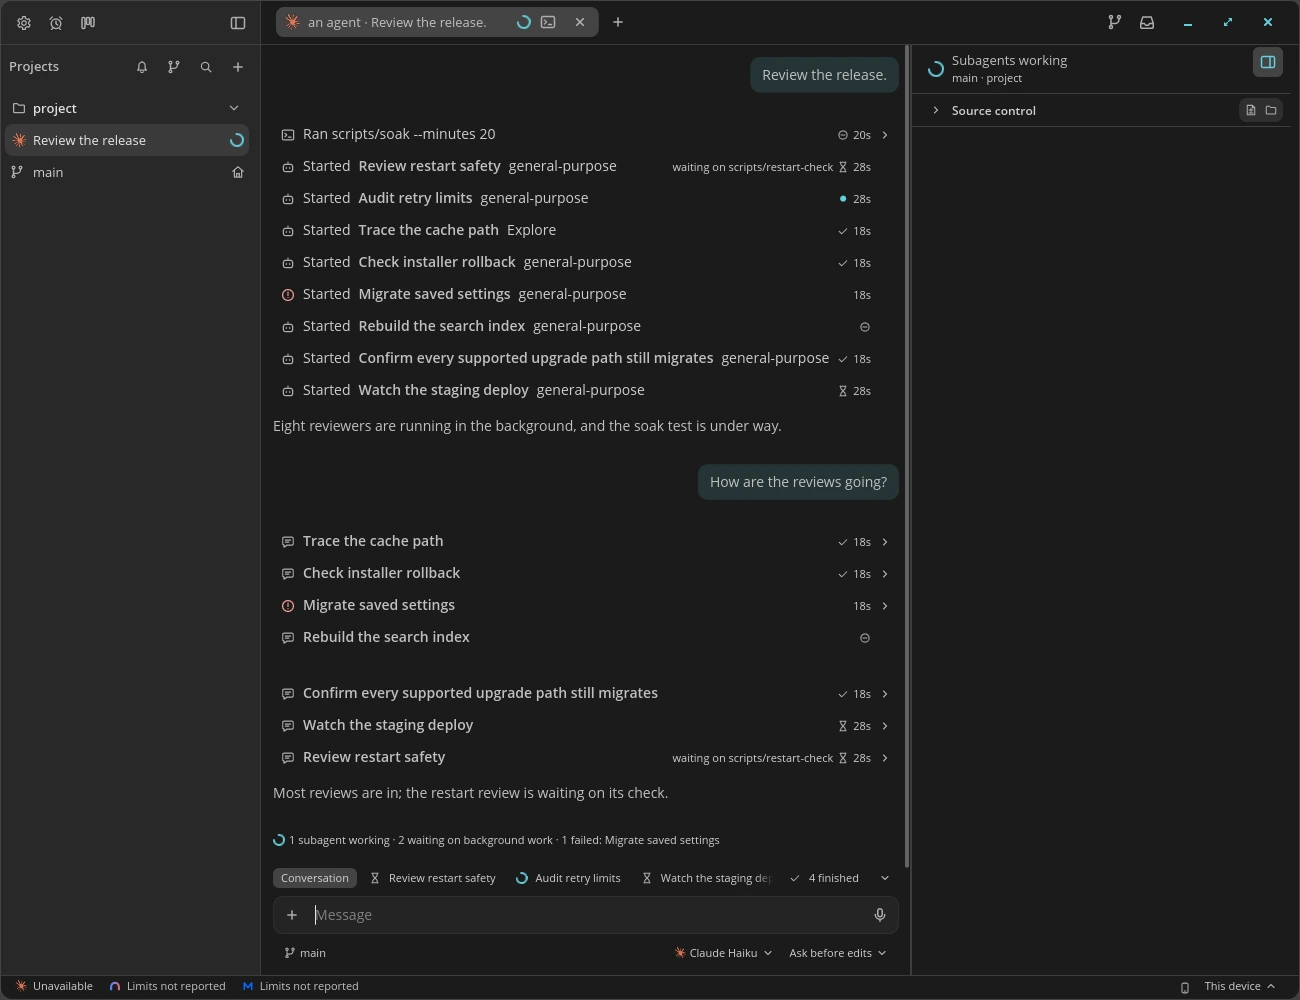 an agent · Review the release.
Projects
project
Review the release
main
Review the release.
Ran scripts/soak --minutes 20 20s
Started Review restart safety general-purpose waiting on scripts/restart-check 28s
Started Audit retry limits general-purpose 28s
Started Trace the cache path Explore 18s
Started Check installer rollback general-purpose 18s
Started Migrate saved settings general-purpose 18s
Started Rebuild the search index general-purpose
Started Confirm every supported upgrade path still migrates general-purpose 18s
Started Watch the staging deploy general-purpose 28s
Eight reviewers are running in the background, and the soak test is under way.
How are the reviews going?
Trace the cache path 18s
Check installer rollback 18s
Migrate saved settings 18s
Rebuild the search index
Confirm every supported upgrade path still migrates 18s
Watch the staging deploy 28s
Review restart safety waiting on scripts/restart-check 28s
Most reviews are in; the restart review is waiting on its check.
1 subagent working · 2 waiting on background work · 1 failed: Migrate saved settings
Conversation Review restart safety Audit retry limits Watch the staging dep 4 finished
Message
main Claude Haiku Ask before edits
Subagents working
main · project
Source control
Unavailable Limits not reported Limits not reported This device